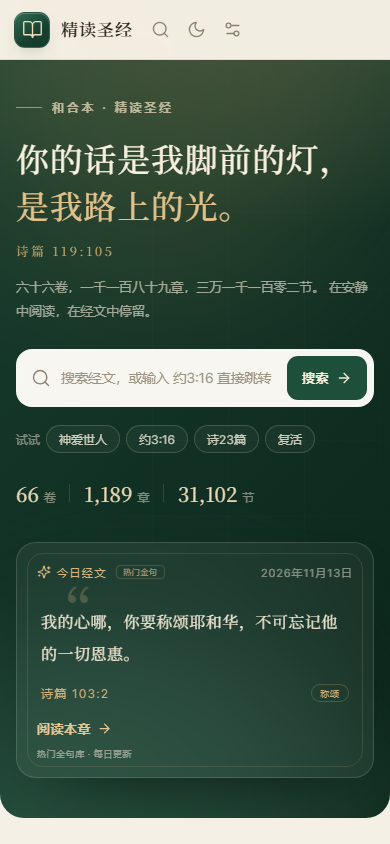 精读圣经
和合本 · 精读圣经
你的话是我脚前的灯，
是我路上的光。
诗篇 119:105
六十六卷，一千一百八十九章，三万一千一百零二节。 在安静
中阅读，在经文中停留。
搜索经文，或输入 约3:16 直接跳转
搜索
试试 神爱世人 约3:16 诗23篇 复活
66 卷 1,189 章 31,102 节
今日经文 热门金句 2026年11月13日
“
我的心哪，你要称颂耶和华，不可忘记他
的一切恩惠。
诗篇 103:2 称颂
阅读本章
热门金句库 · 每日更新